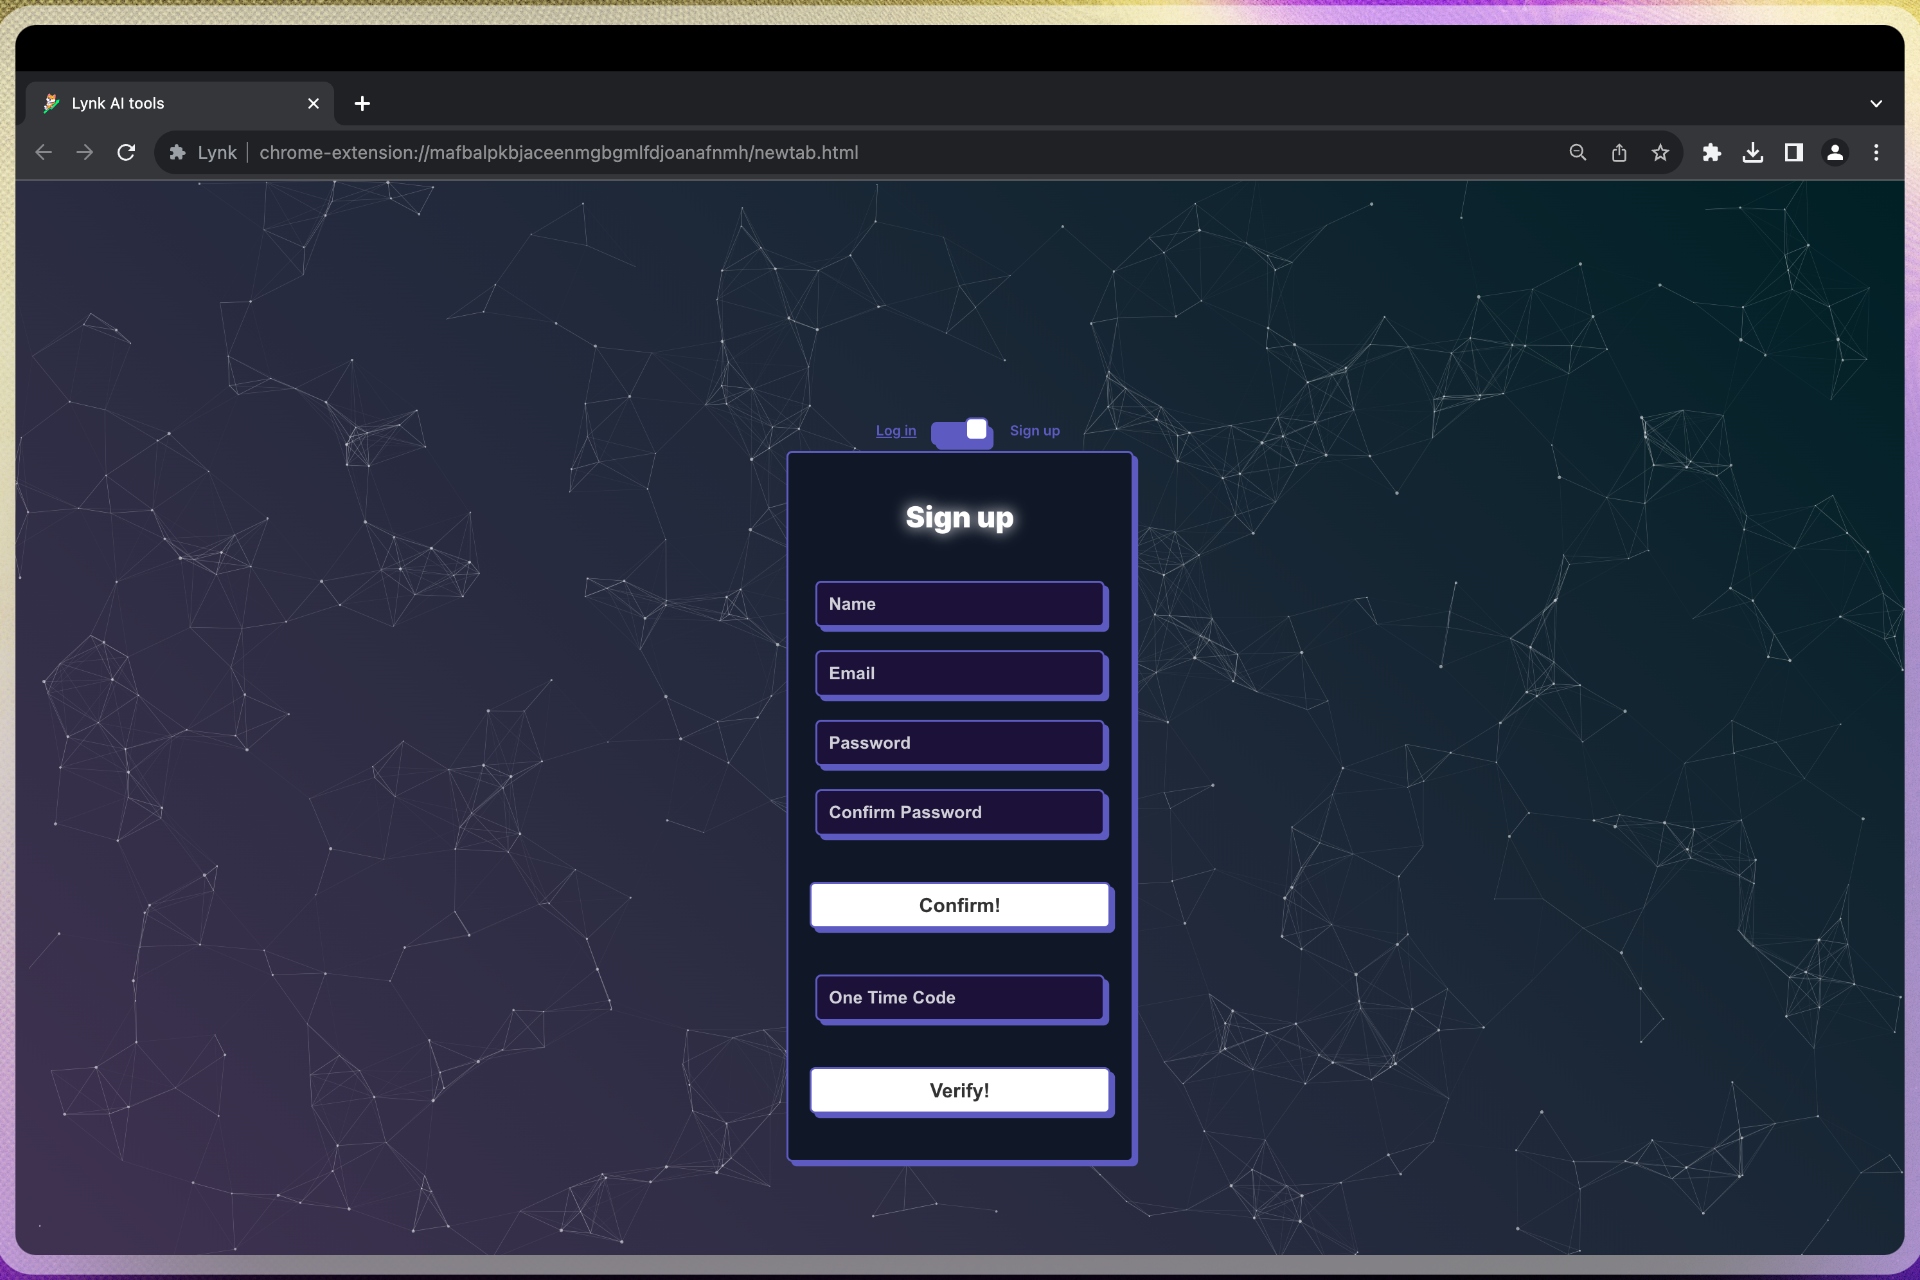 Lynk AI tools
Lynk chrome-extension://mafbalpkbjaceenmgbgmlfdjoanafnmh/newtab.html
Log in Sign up
Sign up
Name
Email
Password
Confirm Password
Confirm!
One Time Code
Verify!